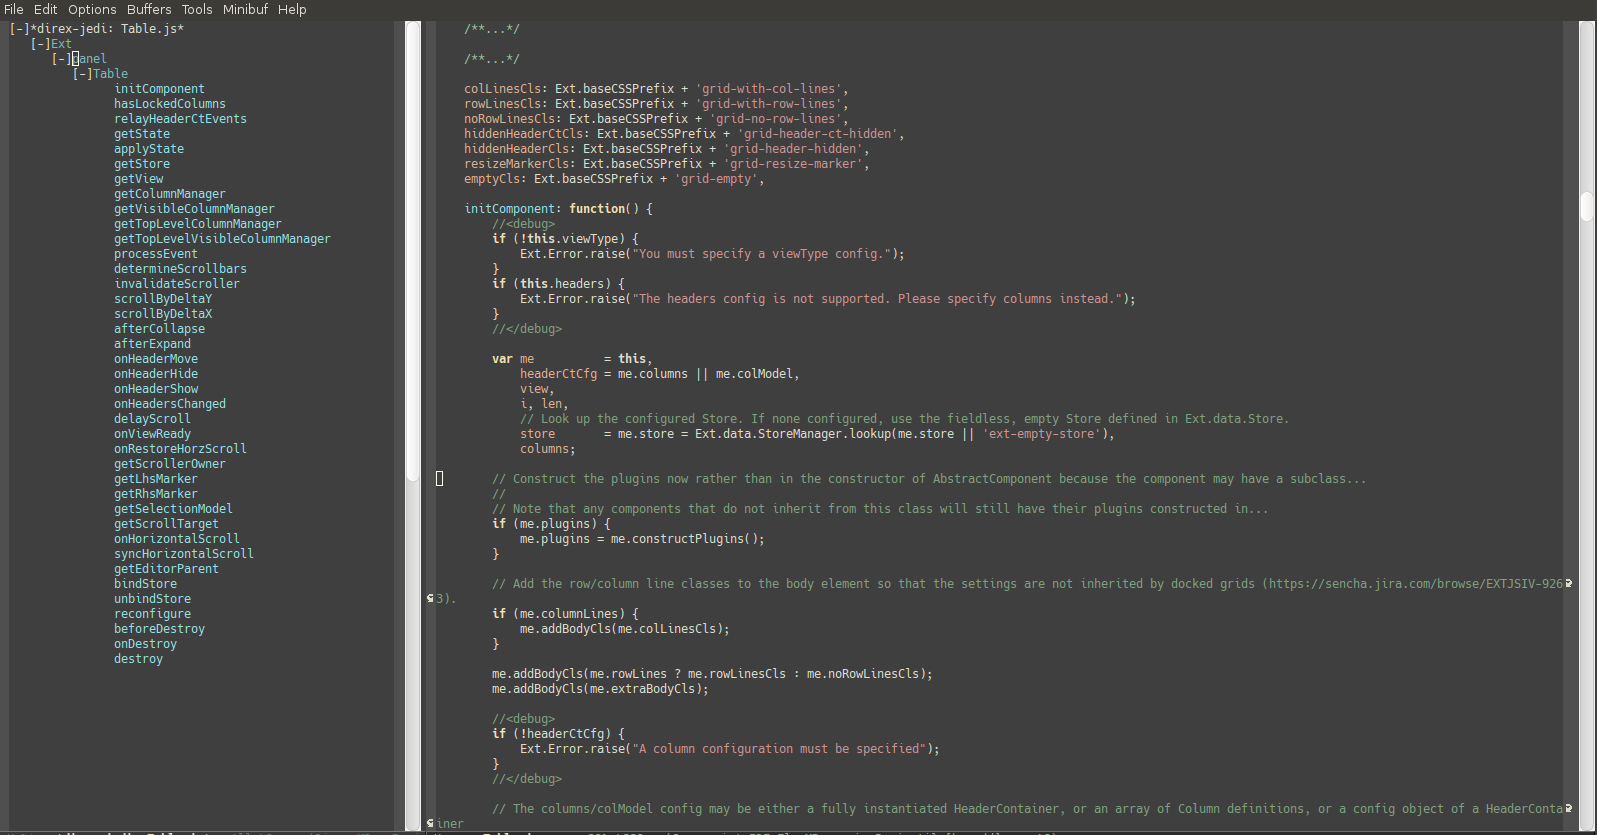 File Edit Options Buffers Tools Minibuf Help
[-]*direx-jedi: Table.js*
[-]Ext
[-]panel
[-]Table
initComponent
hasLockedColumns
relayHeaderCtEvents
getState
applyState
getStore
getView
getColumnManager
getVisibleColumnManager
getTopLevelColumnManager
getTopLevelVisibleColumnManager
processEvent
determineScrollbars
invalidateScroller
scrollByDeltaY
scrollByDeltaX
afterCollapse
afterExpand
onHeaderMove
onHeaderHide
onHeaderShow
onHeadersChanged
delayScroll
onViewReady
onRestoreHorzScroll
getScrollerOwner
getLhsMarker
getRhsMarker
getSelectionModel
getScrollTarget
onHorizontalScroll
syncHorizontalScroll
getEditorParent
bindStore
unbindStore
reconfigure
beforeDestroy
onDestroy
destroy
/**...*/
/**...*/
colLinesCls: Ext.baseCSSPrefix + 'grid-with-col-lines',
rowLinesCls: Ext.baseCSSPrefix + 'grid-with-row-lines',
noRowLinesCls: Ext.baseCSSPrefix + 'grid-no-row-lines',
hiddenHeaderCtCls: Ext.baseCSSPrefix + 'grid-header-ct-hidden',
hiddenHeaderCls: Ext.baseCSSPrefix + 'grid-header-hidden',
resizeMarkerCls: Ext.baseCSSPrefix + 'grid-resize-marker',
emptyCls: Ext.baseCSSPrefix + 'grid-empty',
initComponent: function() {
//<debug>
if (!this.viewType) {
Ext.Error.raise("You must specify a viewType config.");
}
if (this.headers) {
Ext.Error.raise("The headers config is not supported. Please specify columns instead.");
}
//</debug>
var me = this,
headerCtCfg = me.columns || me.colModel,
view,
i, len,
// Look up the configured Store. If none configured, use the fieldless, empty Store defined in Ext.data.Store.
store = me.store = Ext.data.StoreManager.lookup(me.store || 'ext-empty-store'),
columns;
// Construct the plugins now rather than in the constructor of AbstractComponent because the component may have a subclass...
//
// Note that any components that do not inherit from this class will still have their plugins constructed in...
if (me.plugins) {
me.plugins = me.constructPlugins();
}
// Add the row/column line classes to the body element so that the settings are not inherited by docked grids (https://sencha.jira.com/browse/EXTJSIV-926
3).
if (me.columnLines) {
me.addBodyCls(me.colLinesCls);
}
me.addBodyCls(me.rowLines ? me.rowLinesCls : me.noRowLinesCls);
me.addBodyCls(me.extraBodyCls);
//<debug>
if (!headerCtCfg) {
Ext.Error.raise("A column configuration must be specified");
}
//</debug>
// The columns/colModel config may be either a fully instantiated HeaderContainer, or an array of Column definitions, or a config object of a HeaderConta
iner